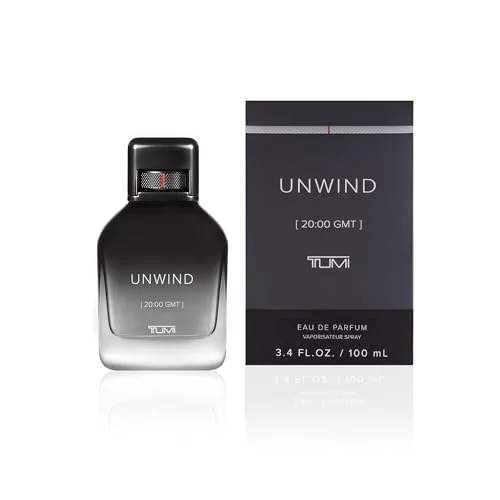 UNWIND
[ 20:00 GMT ]
TUMI
UNWIND
[ 20:00 GMT ]
TUMI
EAU DE PARFUM
VAPORISATEUR SPRAY
3.4 FL.OZ. / 100 mL